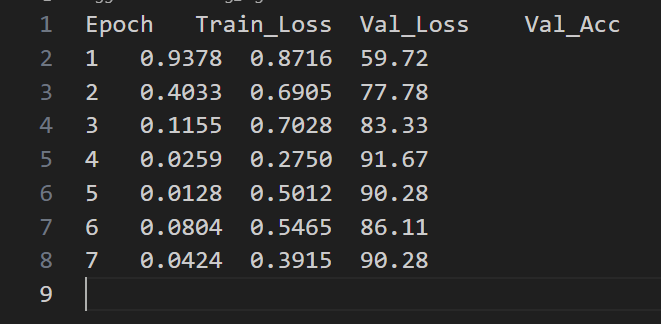 1 Epoch Train_Loss Val_Loss Val_Acc
2 1 0.9378 0.8716 59.72
3 2 0.4033 0.6905 77.78
4 3 0.1155 0.7028 83.33
5 4 0.0259 0.2750 91.67
6 5 0.0128 0.5012 90.28
7 6 0.0804 0.5465 86.11
8 7 0.0424 0.3915 90.28
9